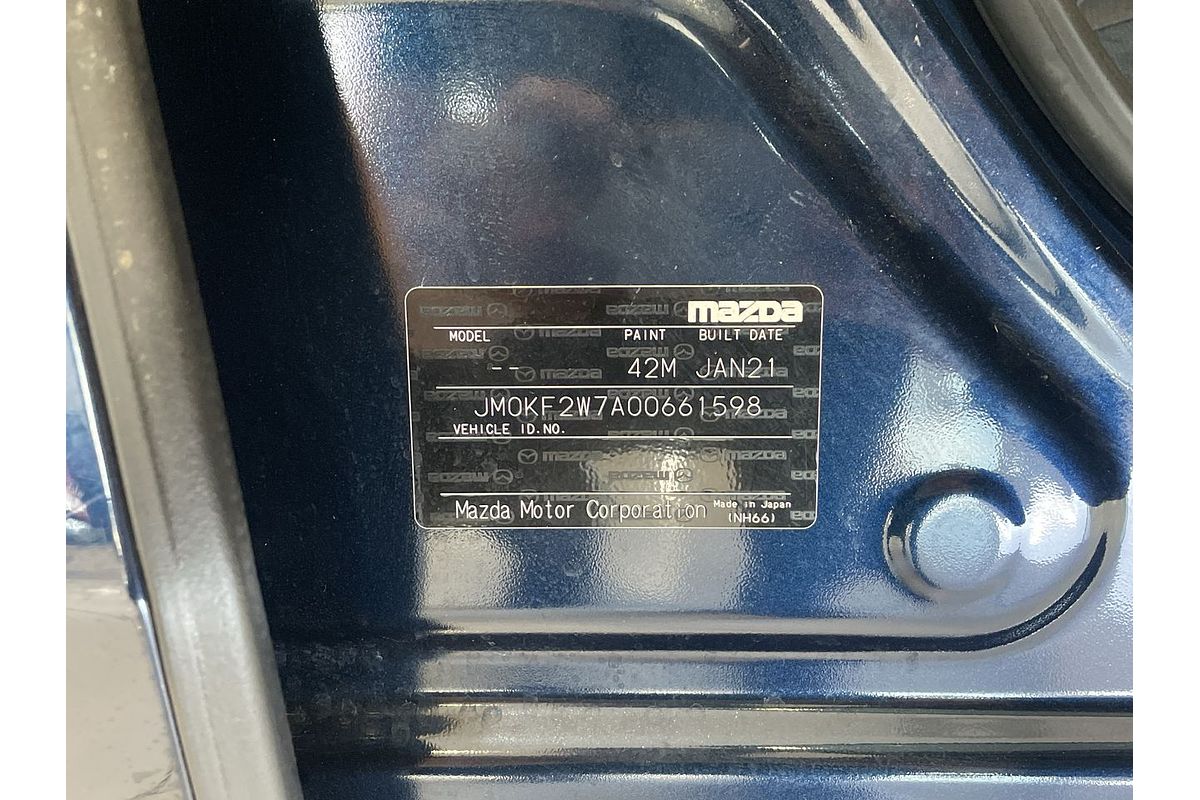 mazda
MODEL PAINT BUILT DATE
-- 42M JAN21
JM0KF2W7A00661598
VEHICLE ID.NO.
Mazda Motor Corporation Made in Japan
(NH66)